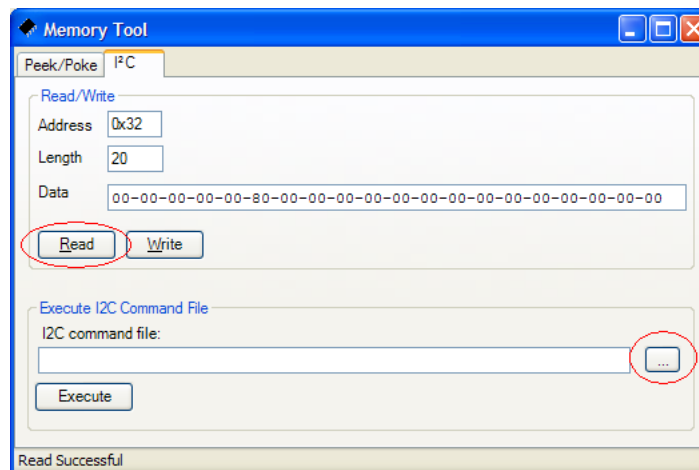 Memory Tool
Peek/Poke I²C
Read/Write
Address 0x32
Length 20
Data 00-00-00-00-00-80-00-00-00-00-00-00-00-00-00-00-00-00-00-00
Read Write
Execute I2C Command File
I2C command file:
...
Execute
Read Successful